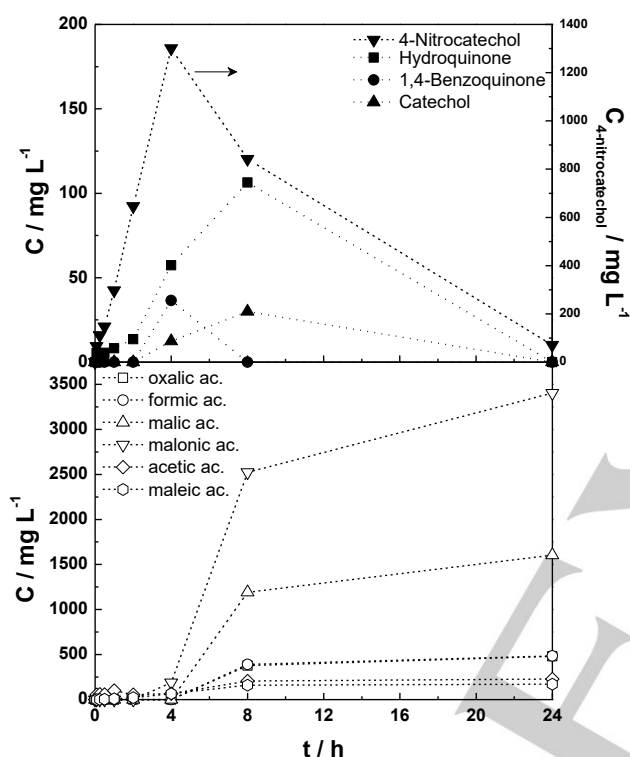 200
150
100
50
0
C / mg L-1
4-Nitrocatechol
Hydroquinone
1,4-Benzoquinone
Catechol
1400
1200
1000
800
600
400
200
0
C4-nitrocatechol / mg L-1
3500
3000
2500
2000
1500
1000
500
0
C / mg L-1
oxalic ac.
formic ac.
malic ac.
malonic ac.
acetic ac.
maleic ac.
0 4 8 12 16 20 24
t / h